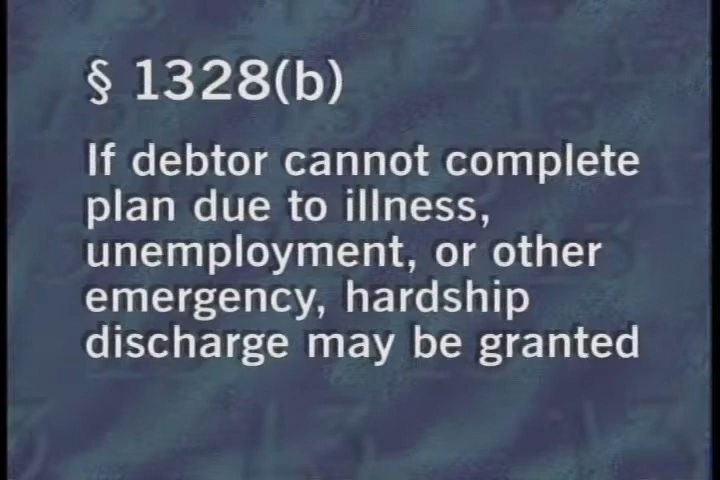 § 1328(b)
If debtor cannot complete
plan due to illness,
unemployment, or other
emergency, hardship
discharge may be granted